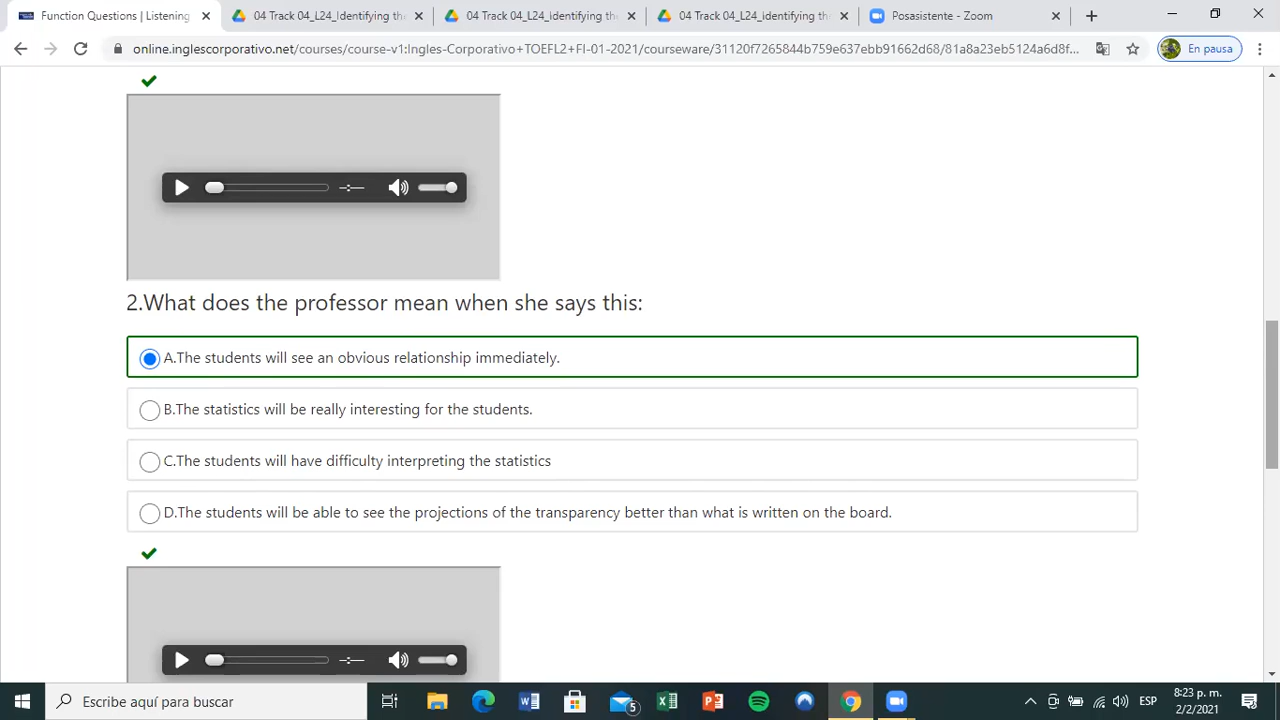 Function Questions | Listening
04 Track 04_L24_Identifying the
04 Track 04_L24_identifying the
04 Track 04_L24_identifying the
Posasistente - Zoom
online.inglescorporativo.net/courses/course-v1:Ingles-Corporativo+TOEFL2+FI-01-2021/courseware/31120f7265844b759e637ebb91662d68/81a8a23eb5124a6d8f...
En pausa
-:--
2.What does the professor mean when she says this:
A.The students will see an obvious relationship immediately.
B.The statistics will be really interesting for the students.
C.The students will have difficulty interpreting the statistics
D.The students will be able to see the projections of the transparency better than what is written on the board.
-:--
Escribe aquí para buscar
5
ESP
8:23 p. m.
2/2/2021